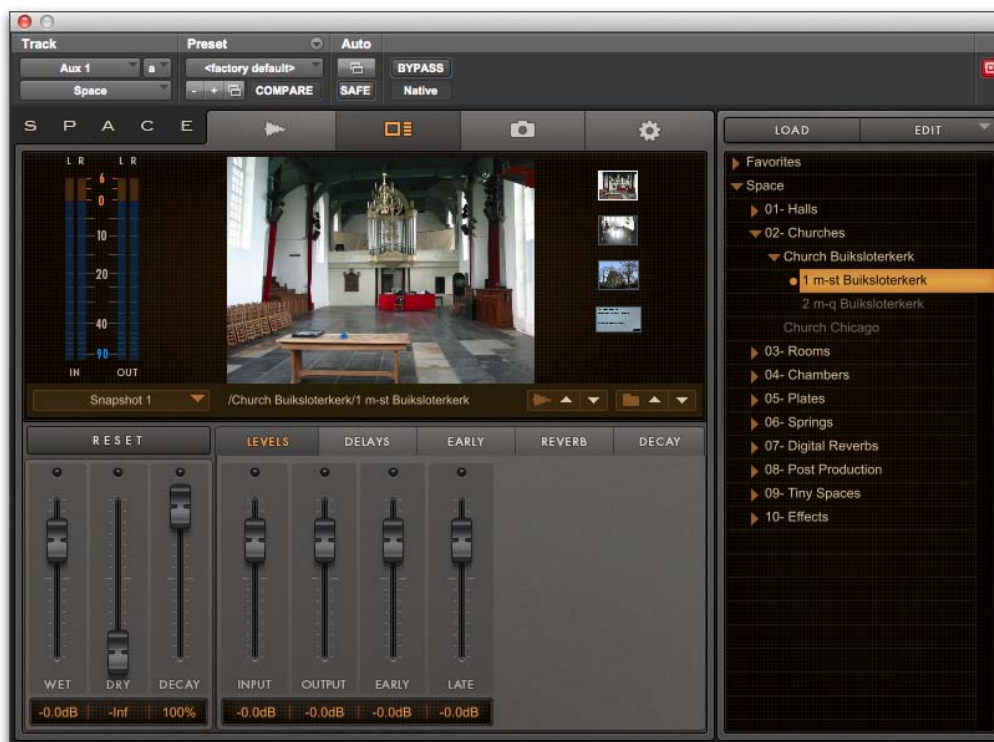 Track Preset Auto
Aux 1 a <factory default> BYPASS
Space - + COMPARE SAFE Native
SPACE
LOAD EDIT
L R L R
6
0
10
20
40
90
IN OUT
Snapshot 1 /Church Buiksloterkerk/1 m-st Buiksloterkerk
Favorites
Space
01- Halls
02- Churches
Church Buiksloterkerk
1 m-st Buiksloterkerk
2 m-q Buiksloterkerk
Church Chicago
03- Rooms
04- Chambers
05- Plates
06- Springs
07- Digital Reverbs
08- Post Production
09- Tiny Spaces
10- Effects
RESET
LEVELS DELAYS EARLY REVERB DECAY
WET DRY DECAY INPUT OUTPUT EARLY LATE
-0.0dB -Inf 100% -0.0dB -0.0dB -0.0dB -0.0dB